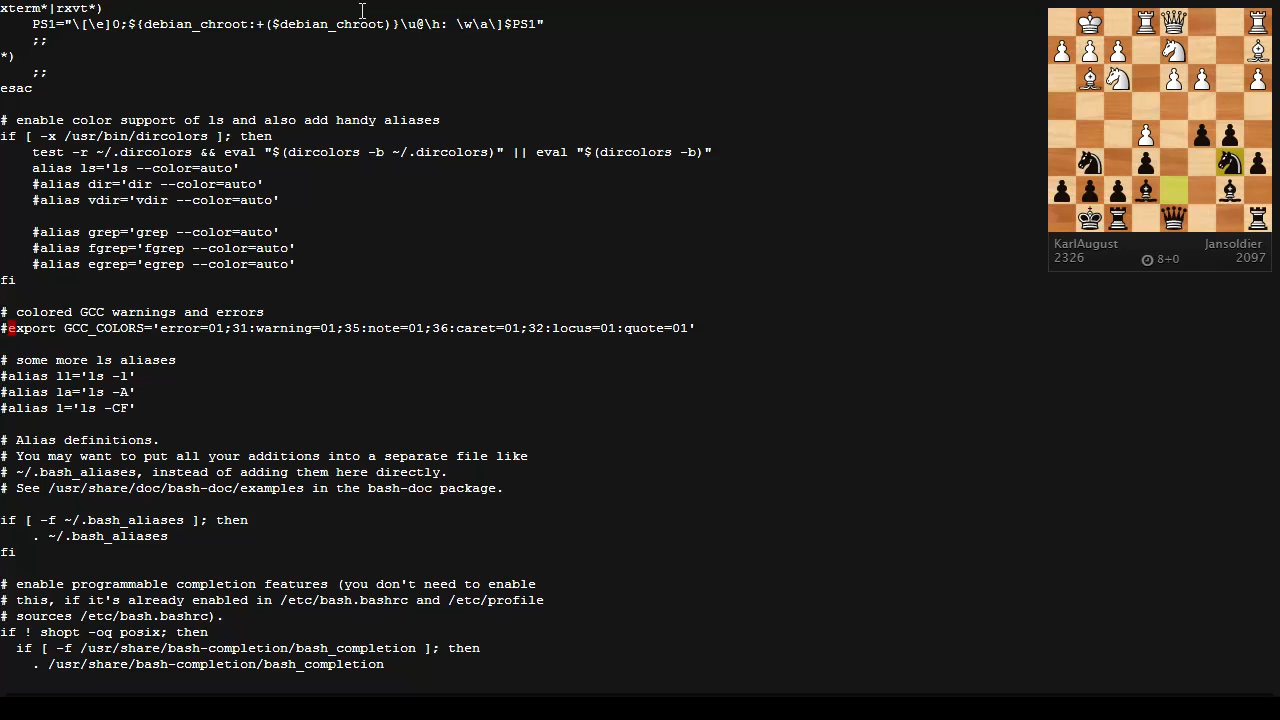 xterm*|rxvt*)
    PS1="\[\e]0;${debian_chroot:+($debian_chroot)}\u@\h: \w\a\]$PS1"
    ;;
*)
    ;;
esac

# enable color support of ls and also add handy aliases
if [ -x /usr/bin/dircolors ]; then
    test -r ~/.dircolors && eval "$(dircolors -b ~/.dircolors)" || eval "$(dircolors -b)"
    alias ls='ls --color=auto'
    #alias dir='dir --color=auto'
    #alias vdir='vdir --color=auto'

    #alias grep='grep --color=auto'
    #alias fgrep='fgrep --color=auto'
    #alias egrep='egrep --color=auto'
fi

# colored GCC warnings and errors
#export GCC_COLORS='error=01;31:warning=01;35:note=01;36:caret=01;32:locus=01:quote=01'

# some more ls aliases
#alias ll='ls -l'
#alias la='ls -A'
#alias l='ls -CF'

# Alias definitions.
# You may want to put all your additions into a separate file like
# ~/.bash_aliases, instead of adding them here directly.
# See /usr/share/doc/bash-doc/examples in the bash-doc package.

if [ -f ~/.bash_aliases ]; then
    . ~/.bash_aliases
fi

# enable programmable completion features (you don't need to enable
# this, if it's already enabled in /etc/bash.bashrc and /etc/profile
# sources /etc/bash.bashrc).
if ! shopt -oq posix; then
  if [ -f /usr/share/bash-completion/bash_completion ]; then
    . /usr/share/bash-completion/bash_completion
KarlAugust Jansoldier
2326 8+0 2097